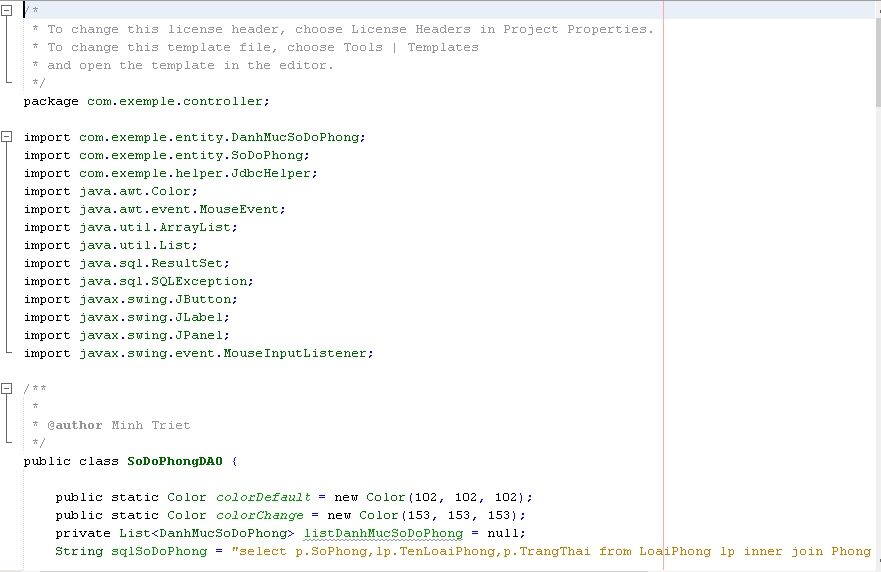 /*
 * To change this license header, choose License Headers in Project Properties.
 * To change this template file, choose Tools | Templates
 * and open the template in the editor.
 */
package com.exemple.controller;
import com.exemple.entity.DanhMucSoDoPhong;
import com.exemple.entity.SoDoPhong;
import com.exemple.helper.JdbcHelper;
import java.awt.Color;
import java.awt.event.MouseEvent;
import java.util.ArrayList;
import java.util.List;
import java.sql.ResultSet;
import java.sql.SQLException;
import javax.swing.JButton;
import javax.swing.JLabel;
import javax.swing.JPanel;
import javax.swing.event.MouseInputListener;
/**
 *
 * @author Minh Triet
 */
public class SoDoPhongDAO {
    public static Color colorDefault = new Color(102, 102, 102);
    public static Color colorChange = new Color(153, 153, 153);
    private List<DanhMucSoDoPhong> listDanhMucSoDoPhong = null;
    String sqlSoDoPhong = "select p.SoPhong,lp.TenLoaiPhong,p.TrangThai from LoaiPhong lp inner join Phong